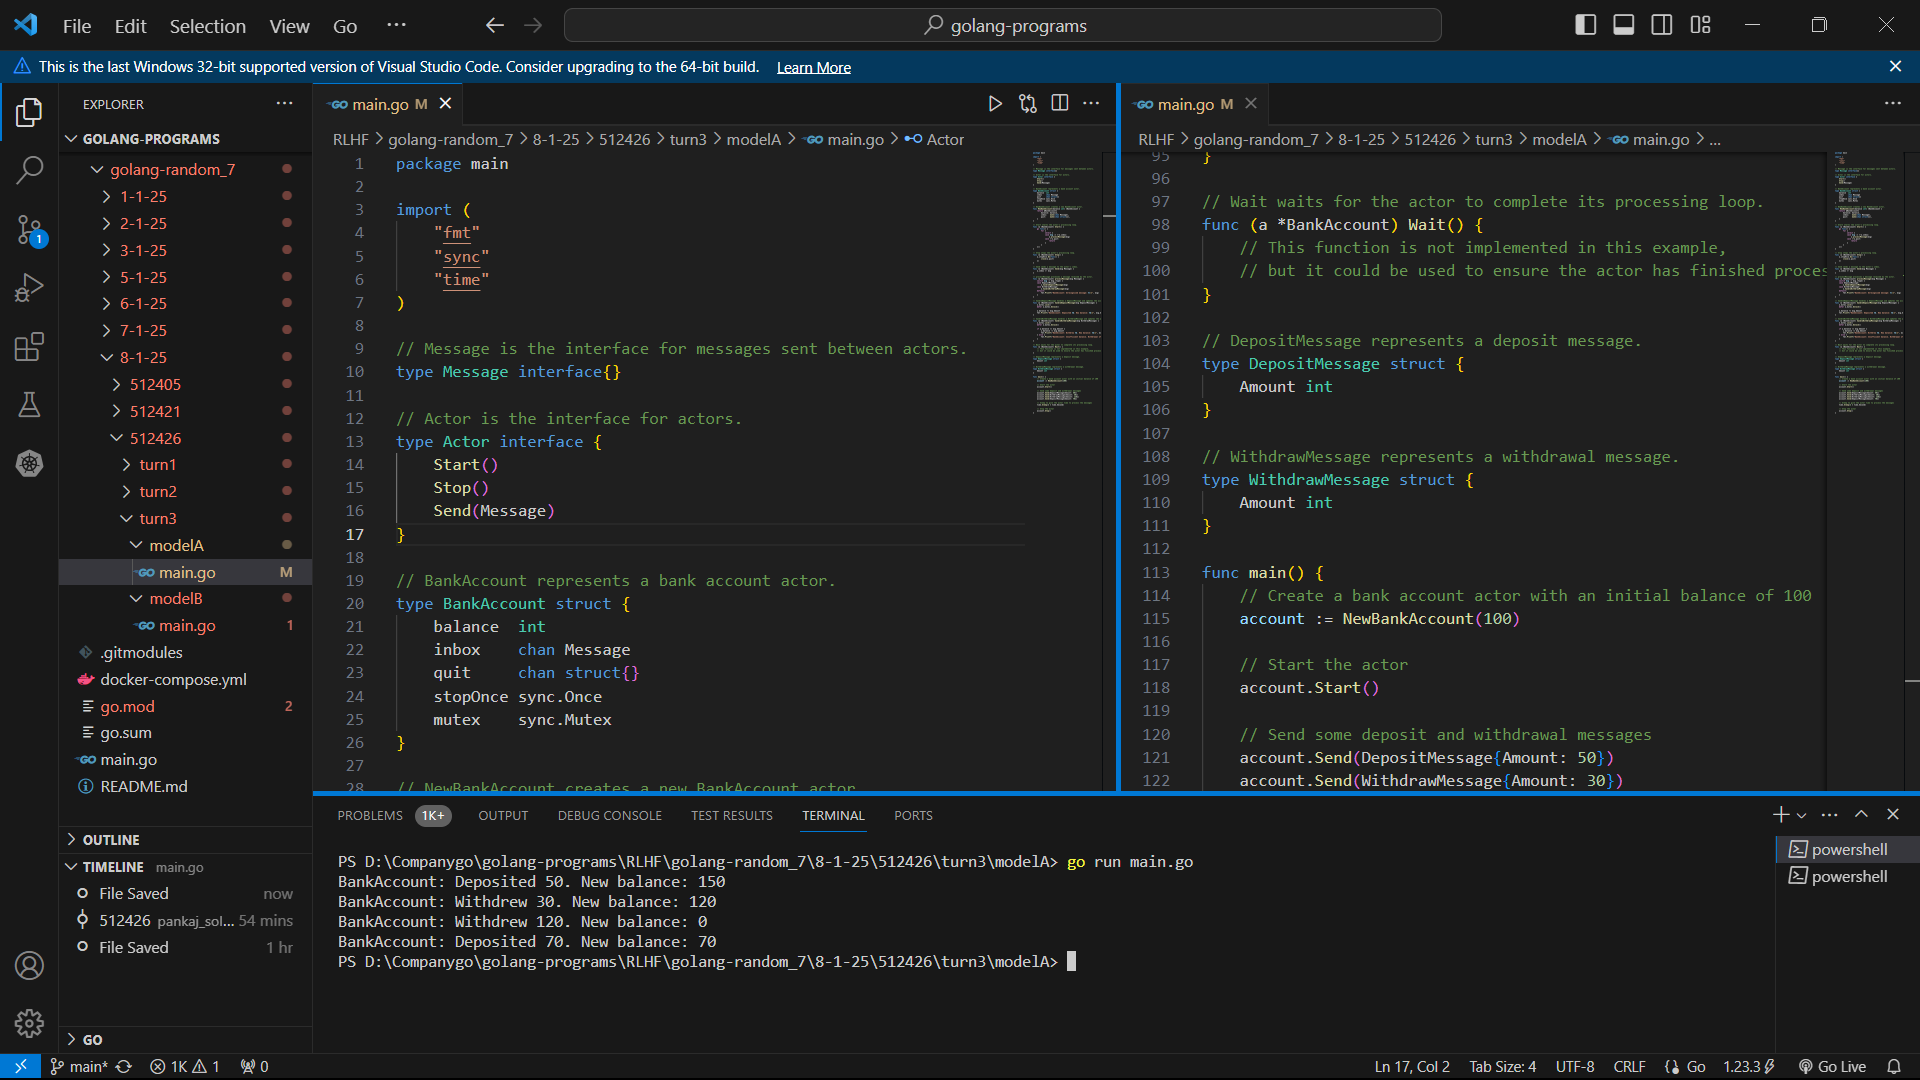 File Edit Selection View Go ··· golang-programs
This is the last Windows 32-bit supported version of Visual Studio Code. Consider upgrading to the 64-bit build. Learn More
EXPLORER
GOLANG-PROGRAMS
golang-random_7
1-1-25
2-1-25
3-1-25
5-1-25
6-1-25
7-1-25
8-1-25
512405
512421
512426
turn1
turn2
turn3
modelA
main.go M
modelB
main.go 1
.gitmodules
docker-compose.yml
go.mod 2
go.sum
main.go
README.md
OUTLINE
TIMELINE main.go
File Saved now
512426 pankaj_sol... 54 mins
File Saved 1 hr
GO
main.go M
RLHF > golang-random_7 > 8-1-25 > 512426 > turn3 > modelA > main.go > Actor
1 package main
2
3 import (
4 "fmt"
5 "sync"
6 "time"
7 )
8
9 // Message is the interface for messages sent between actors.
10 type Message interface{}
11
12 // Actor is the interface for actors.
13 type Actor interface {
14 Start()
15 Stop()
16 Send(Message)
17 }
18
19 // BankAccount represents a bank account actor.
20 type BankAccount struct {
21 balance int
22 inbox chan Message
23 quit chan struct{}
24 stopOnce sync.Once
25 mutex sync.Mutex
26 }
27
28 // NewBankAccount creates a new BankAccount actor
main.go M
RLHF > golang-random_7 > 8-1-25 > 512426 > turn3 > modelA > main.go > ...
95 }
96
97 // Wait waits for the actor to complete its processing loop.
98 func (a *BankAccount) Wait() {
99 // This function is not implemented in this example,
100 // but it could be used to ensure the actor has finished proces
101 }
102
103 // DepositMessage represents a deposit message.
104 type DepositMessage struct {
105 Amount int
106 }
107
108 // WithdrawMessage represents a withdrawal message.
109 type WithdrawMessage struct {
110 Amount int
111 }
112
113 func main() {
114 // Create a bank account actor with an initial balance of 100
115 account := NewBankAccount(100)
116
117 // Start the actor
118 account.Start()
119
120 // Send some deposit and withdrawal messages
121 account.Send(DepositMessage{Amount: 50})
122 account.Send(WithdrawMessage{Amount: 30})
PROBLEMS 1K+ OUTPUT DEBUG CONSOLE TEST RESULTS TERMINAL PORTS
PS D:\Companygo\golang-programs\RLHF\golang-random_7\8-1-25\512426\turn3\modelA> go run main.go
BankAccount: Deposited 50. New balance: 150
BankAccount: Withdrew 30. New balance: 120
BankAccount: Withdrew 120. New balance: 0
BankAccount: Deposited 70. New balance: 70
PS D:\Companygo\golang-programs\RLHF\golang-random_7\8-1-25\512426\turn3\modelA>
powershell
powershell
main* 1K 1 0 Ln 17, Col 2 Tab Size: 4 UTF-8 CRLF Go 1.23.3 Go Live